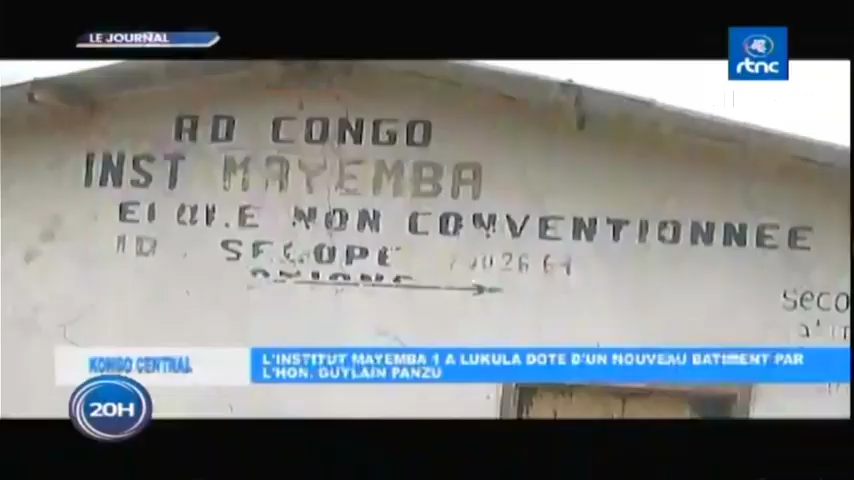 LE JOURNAL
rtnc
RD CONGO
INST MAYEMBA
NON CONVENTIONNEE
SECOPE
SECO
KONGO CENTRAL
L'INSTITUT MAYEMBA 1 A LUKULA DOTE D'UN NOUVEAU BATIMENT PAR
L'HON. GUYLAIN PANZU
20H